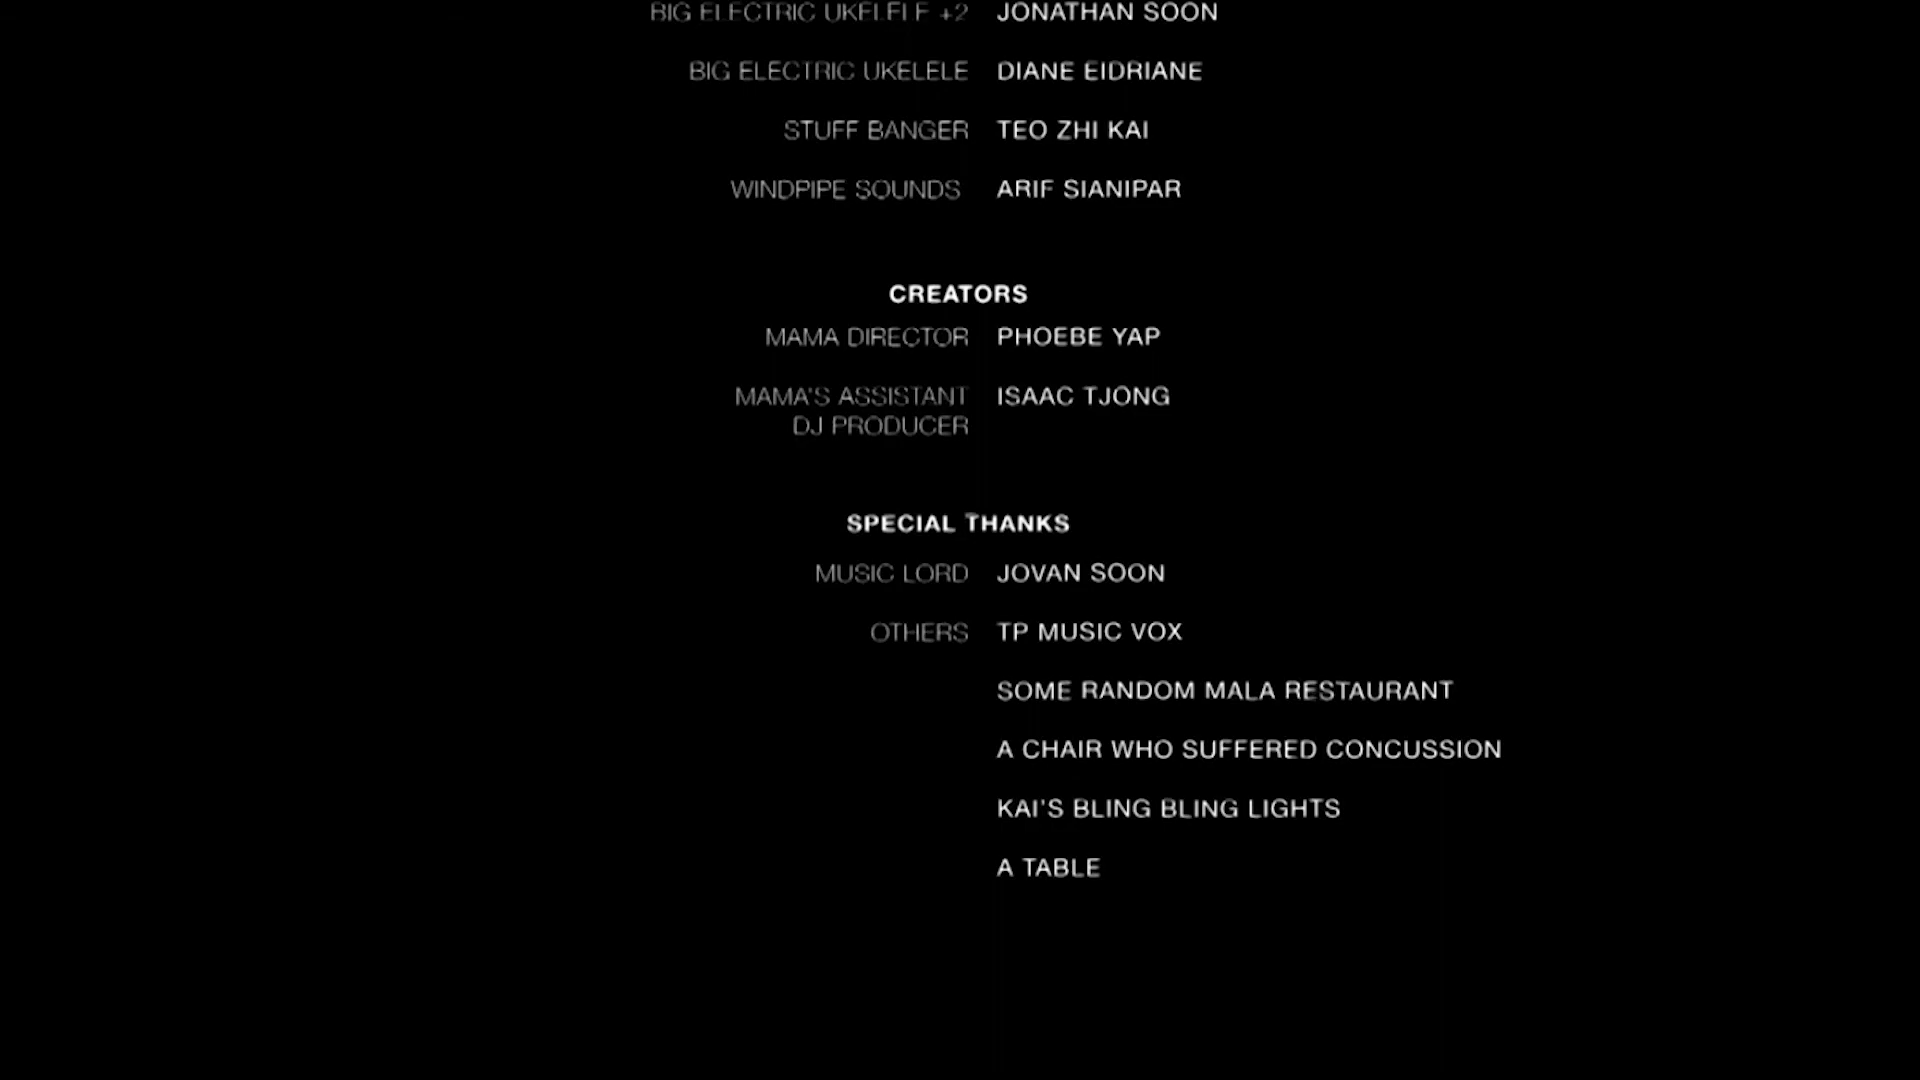 BIG ELECTRIC UKELELE +2 JONATHAN SOON
BIG ELECTRIC UKELELE DIANE EIDRIANE
STUFF BANGER TEO ZHI KAI
WINDPIPE SOUNDS ARIF SIANIPAR
CREATORS
MAMA DIRECTOR PHOEBE YAP
MAMA'S ASSISTANT ISAAC TJONG
DJ PRODUCER
SPECIAL THANKS
MUSIC LORD JOVAN SOON
OTHERS TP MUSIC VOX
SOME RANDOM MALA RESTAURANT
A CHAIR WHO SUFFERED CONCUSSION
KAI'S BLING BLING LIGHTS
A TABLE